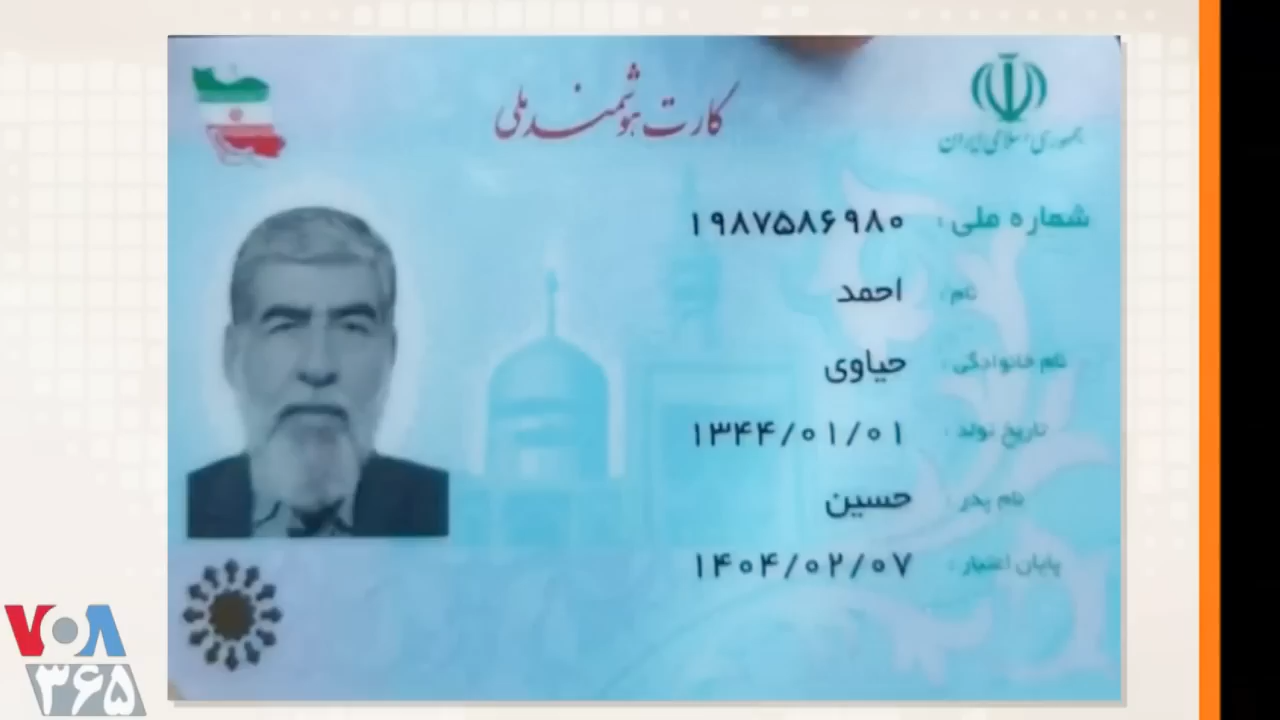 کارت هوشمند ملی
جمهوری اسلامی ایران
شماره ملی : ۱۹۸۷۵۸۶۹۸۰
نام : احمد
نام خانوادگی : حیاوی
تاریخ تولد : ۱۳۴۴/۰۱/۰۱
نام پدر : حسین
پایان اعتبار : ۱۴۰۴/۰۲/۰۷
VOA
۳۶۵